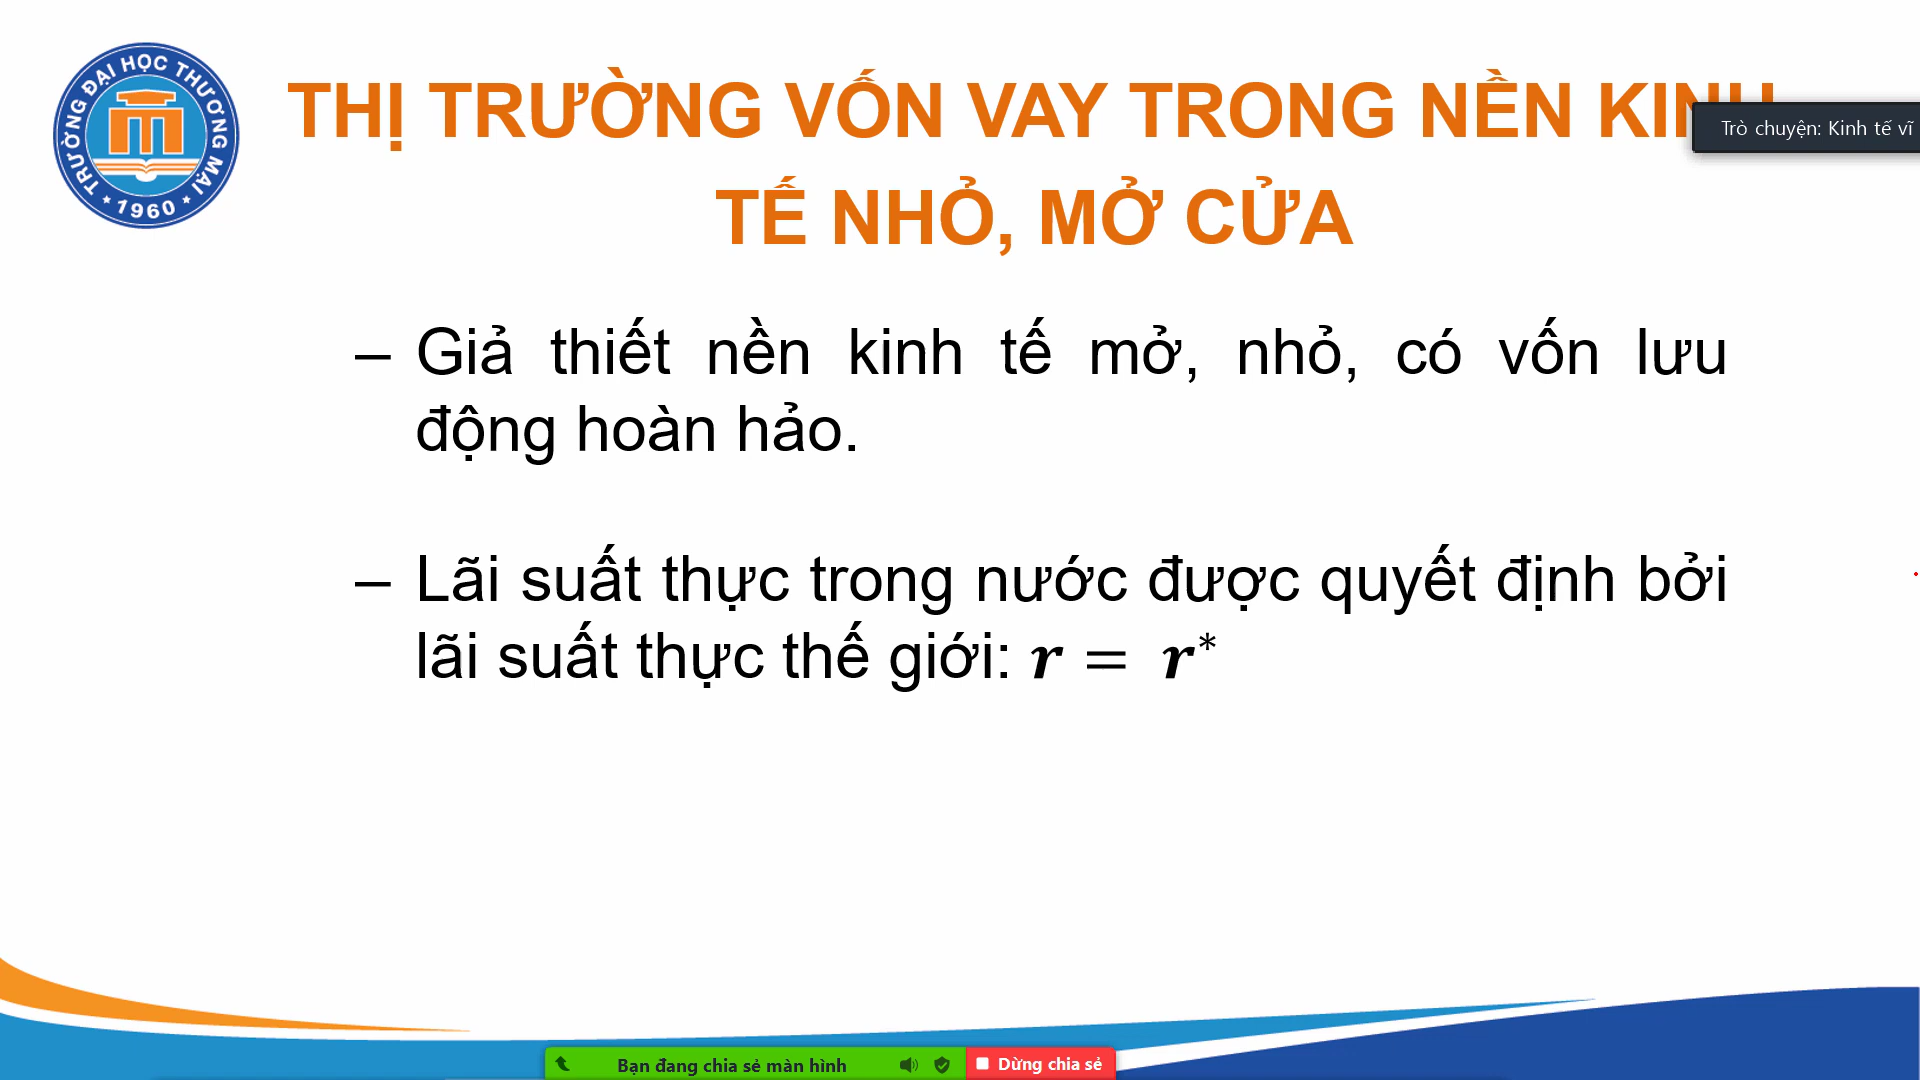 TRƯỜNG ĐẠI HỌC THƯƠNG MẠI
1960
THỊ TRƯỜNG VỐN VAY TRONG NỀN KINH
TẾ NHỎ, MỞ CỬA
Trò chuyện: Kinh tế vĩ
– Giả thiết nền kinh tế mở, nhỏ, có vốn lưu
động hoàn hảo.
– Lãi suất thực trong nước được quyết định bởi
lãi suất thực thế giới: r = r*
Bạn đang chia sẻ màn hình
Dừng chia sẻ